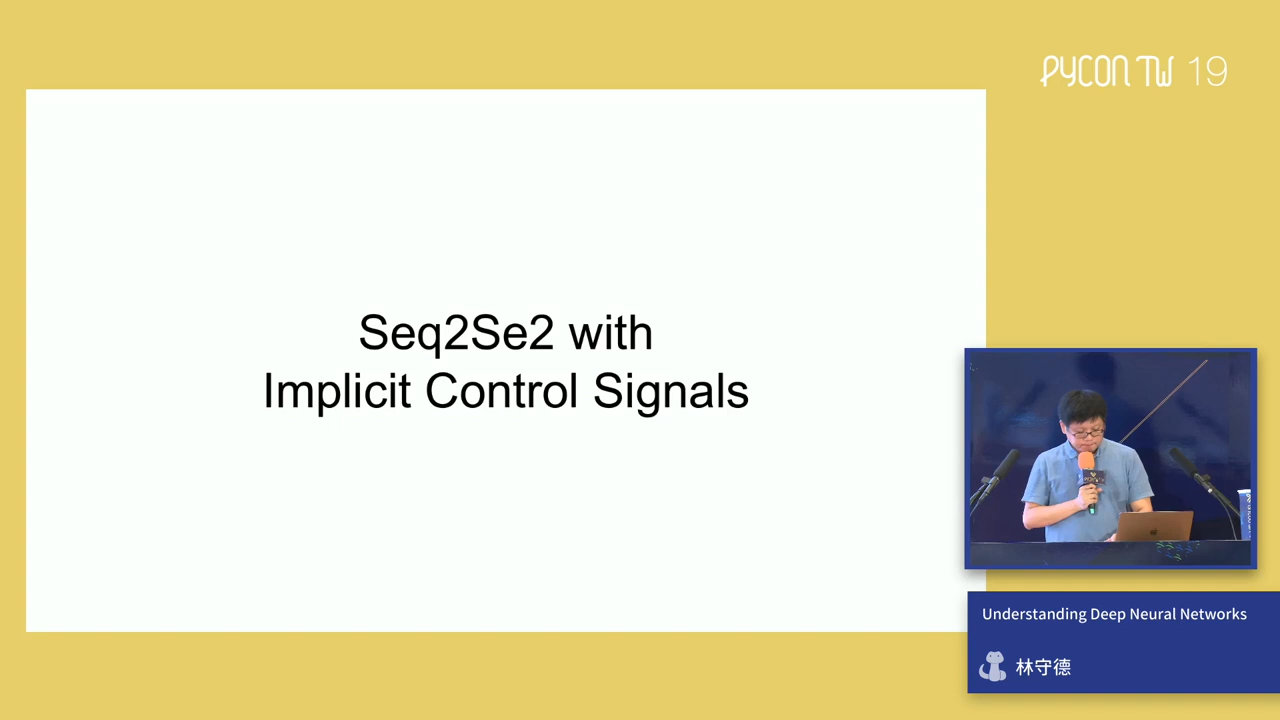 PYCON TW 19
Seq2Se2 with
Implicit Control Signals
Understanding Deep Neural Networks
林守德